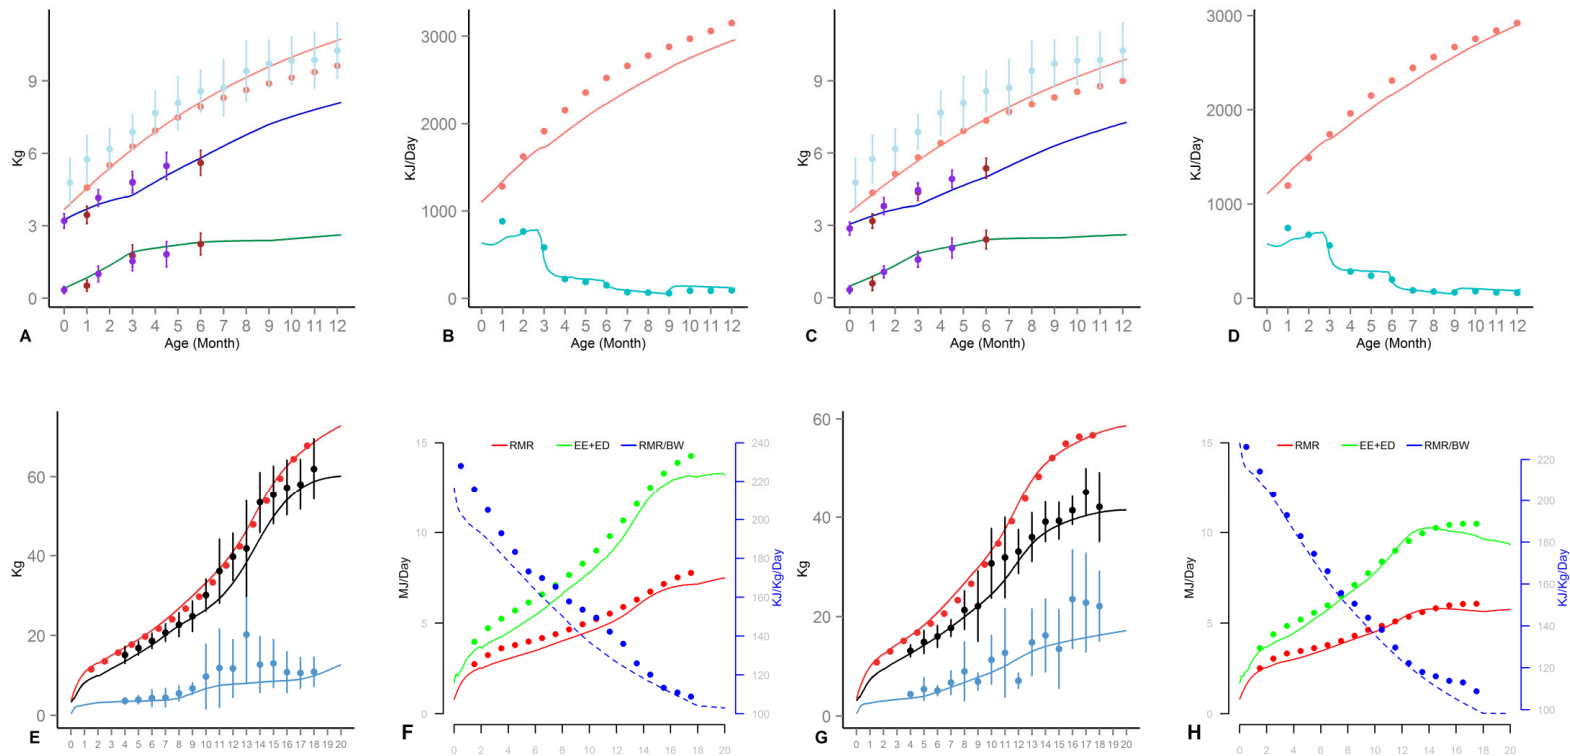 Kg
9
6
3
0
0 1 2 3 4 5 6 7 8 9 10 11 12
A
Age (Month)
KJ/Day
3000
2000
1000
0
0 1 2 3 4 5 6 7 8 9 10 11 12
B
Age (Month)
Kg
9
6
3
0
0 1 2 3 4 5 6 7 8 9 10 11 12
C
Age (Month)
KJ/Day
3000
2000
1000
0
0 1 2 3 4 5 6 7 8 9 10 11 12
D
Age (Month)
Kg
60
40
20
0
0 1 2 3 4 5 6 7 8 9 10 11 12 13 14 15 16 17 18 19 20
E
RMR EE+ED RMR/BW
MJ/Day
15
10
5
0
KJ/Kg/Day
240
220
200
180
160
140
120
100
0 2 4 6 8 10 12 14 16 18 20
F
Kg
60
40
20
0
0 1 2 3 4 5 6 7 8 9 10 11 12 13 14 15 16 17 18 19 20
G
RMR EE+ED RMR/BW
MJ/Day
15
10
5
0
KJ/Kg/Day
220
200
180
160
140
120
100
0 2 4 6 8 10 12 14 16 18 20
H